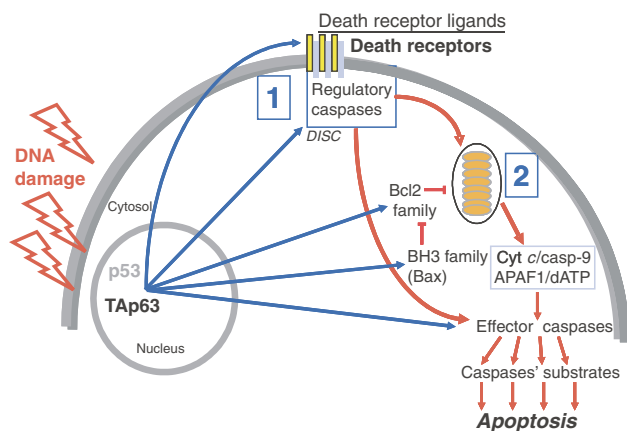 Death receptor ligands
Death receptors
1
Regulatory
caspases
DISC
DNA
damage
2
Bcl2
family
Cytosol
BH3 family
(Bax)
Cyt c/casp-9
APAF1/dATP
p53
TAp63
Nucleus
Effector caspases
Caspases' substrates
Apoptosis